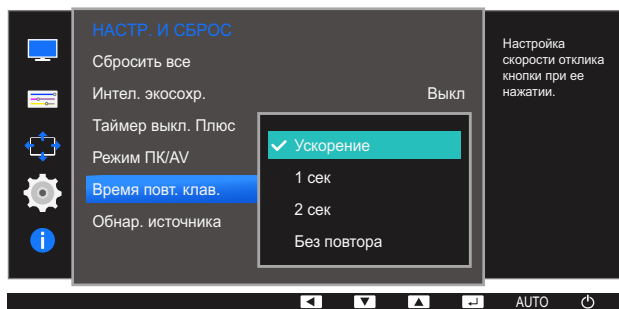 НАСТР. И СБРОС
Сбросить все
Интел. экосохр. Выкл
Таймер выкл. Плюс
Режим ПК/AV
Время повт. клав.
Обнар. источника
Ускорение
1 сек
2 сек
Без повтора
Настройка
скорости отклика
кнопки при ее
нажатии.
AUTO